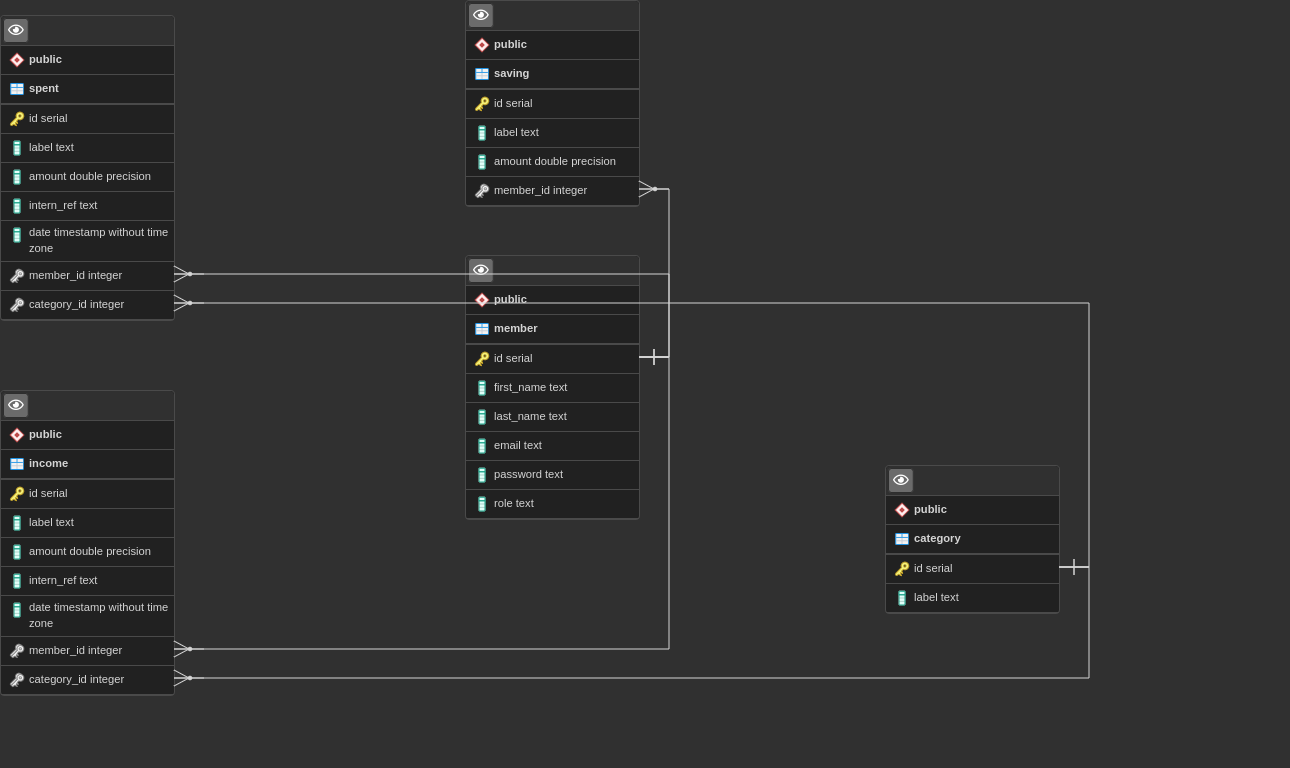 public
spent
id serial
label text
amount double precision
intern_ref text
date timestamp without time
zone
member_id integer
category_id integer
public
saving
id serial
label text
amount double precision
member_id integer
public
member
id serial
first_name text
last_name text
email text
password text
role text
public
income
id serial
label text
amount double precision
intern_ref text
date timestamp without time
zone
member_id integer
category_id integer
public
category
id serial
label text